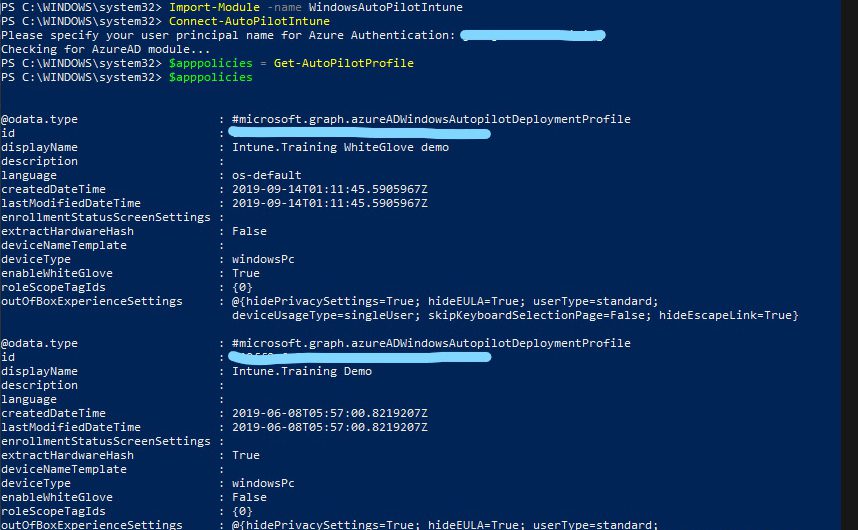 PS C:\WINDOWS\system32> Import-Module -name WindowsAutoPilotIntune
PS C:\WINDOWS\system32> Connect-AutoPilotIntune
Please specify your user principal name for Azure Authentication:
Checking for AzureAD module...
PS C:\WINDOWS\system32> $apppolicies = Get-AutoPilotProfile
PS C:\WINDOWS\system32> $apppolicies
@odata.type : #microsoft.graph.azureADWindowsAutopilotDeploymentProfile
id :
displayName : Intune.Training WhiteGlove demo
description :
language : os-default
createdDateTime : 2019-09-14T01:11:45.5905967Z
lastModifiedDateTime : 2019-09-14T01:11:45.5905967Z
enrollmentStatusScreenSettings :
extractHardwareHash : False
deviceNameTemplate :
deviceType : windowsPc
enableWhiteGlove : True
roleScopeTagIds : {0}
outOfBoxExperienceSettings : @{hidePrivacySettings=True; hideEULA=True; userType=standard;
deviceUsageType=singleUser; skipKeyboardSelectionPage=False; hideEscapeLink=True}
@odata.type : #microsoft.graph.azureADWindowsAutopilotDeploymentProfile
id :
displayName : Intune.Training Demo
description :
language :
createdDateTime : 2019-06-08T05:57:00.8219207Z
lastModifiedDateTime : 2019-06-08T05:57:00.8219207Z
enrollmentStatusScreenSettings :
extractHardwareHash : True
deviceNameTemplate :
deviceType : windowsPc
enableWhiteGlove : False
roleScopeTagIds : {0}
outOfBoxExperienceSettings : @{hidePrivacySettings=True; hideEULA=True; userType=standard;